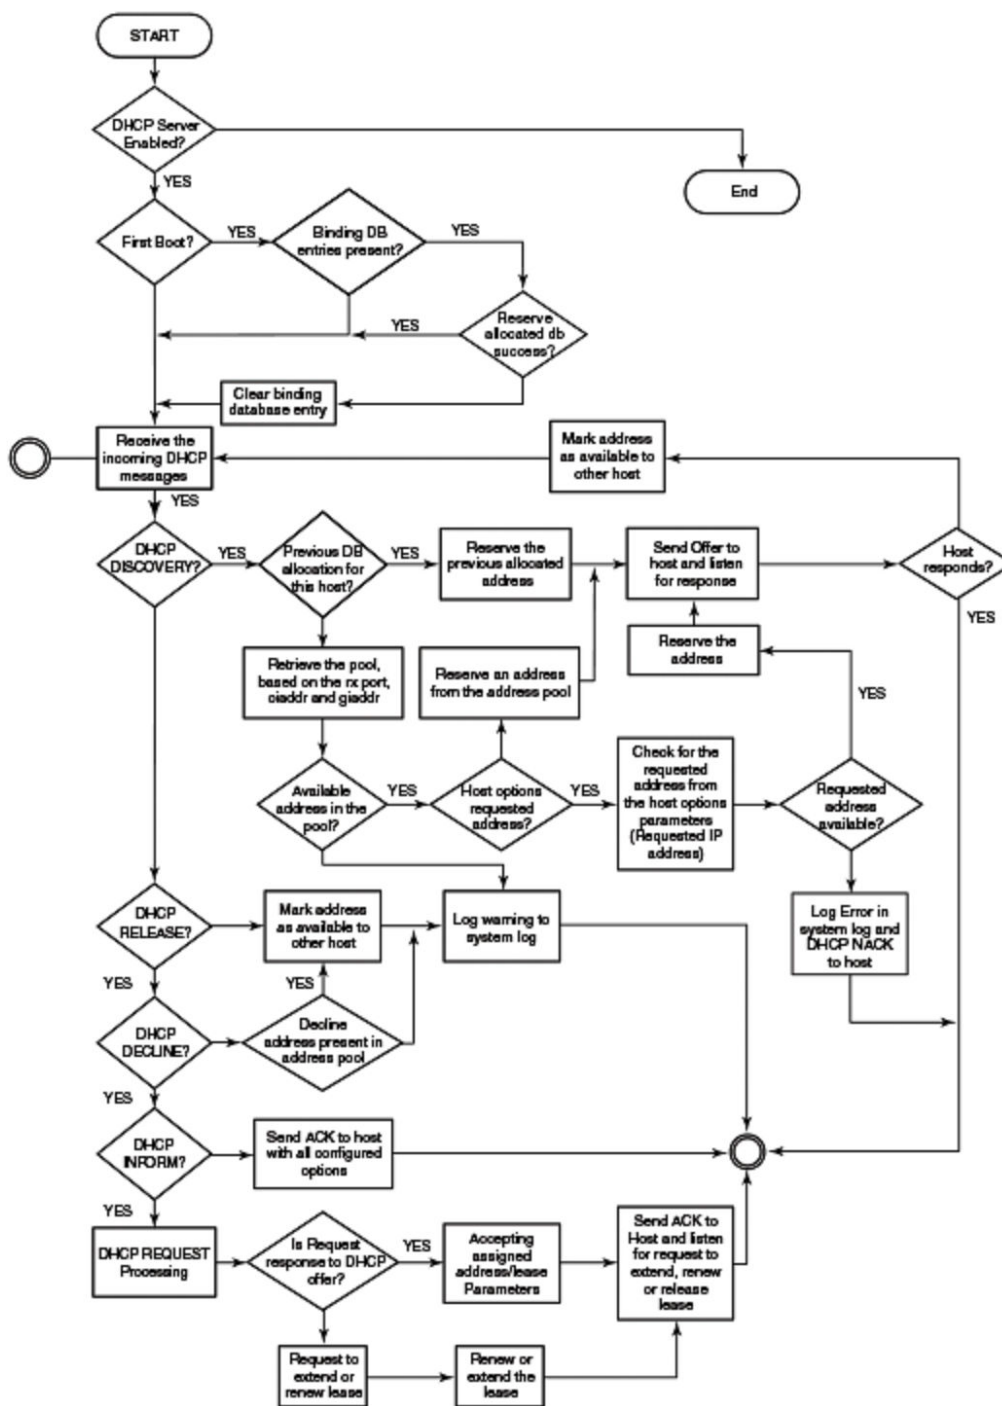 START
DHCP Server
Enabled?
End
YES
First Boot?
YES
Binding DB
entries present?
YES
Reserve
allocated db
success?
YES
Clear binding
database entry
Receive the
incoming DHCP
messages
Mark address
as available to
other host
YES
DHCP
DISCOVERY?
YES
Previous DB
allocation for
this host?
YES
Reserve the
previous allocated
address
Send Offer to
host and listen
for response
Host
responds?
YES
Reserve the
address
Retrieve the pool,
based on the rx port,
ciaddr and giaddr
Reserve an address
from the address pool
YES
Available
address in the
pool?
YES
Host options
requested
address?
YES
Check for the
requested
address from
the host options
parameters
(Requested IP
address)
Requested
address
available?
DHCP
RELEASE?
Mark address
as available to
other host
Log warning to
system log
Log Error in
system log and
DHCP NACK
to host
YES
YES
DHCP
DECLINE?
Decline
address present in
address pool
YES
DHCP
INFORM?
Send ACK to host
with all configured
options
YES
DHCP REQUEST
Processing
Is Request
response to DHCP
offer?
YES
Accepting
assigned
address/lease
Parameters
Send ACK to
Host and listen
for request to
extend, renew
or release
lease
Request to
extend or
renew lease
Renew or
extend the
lease